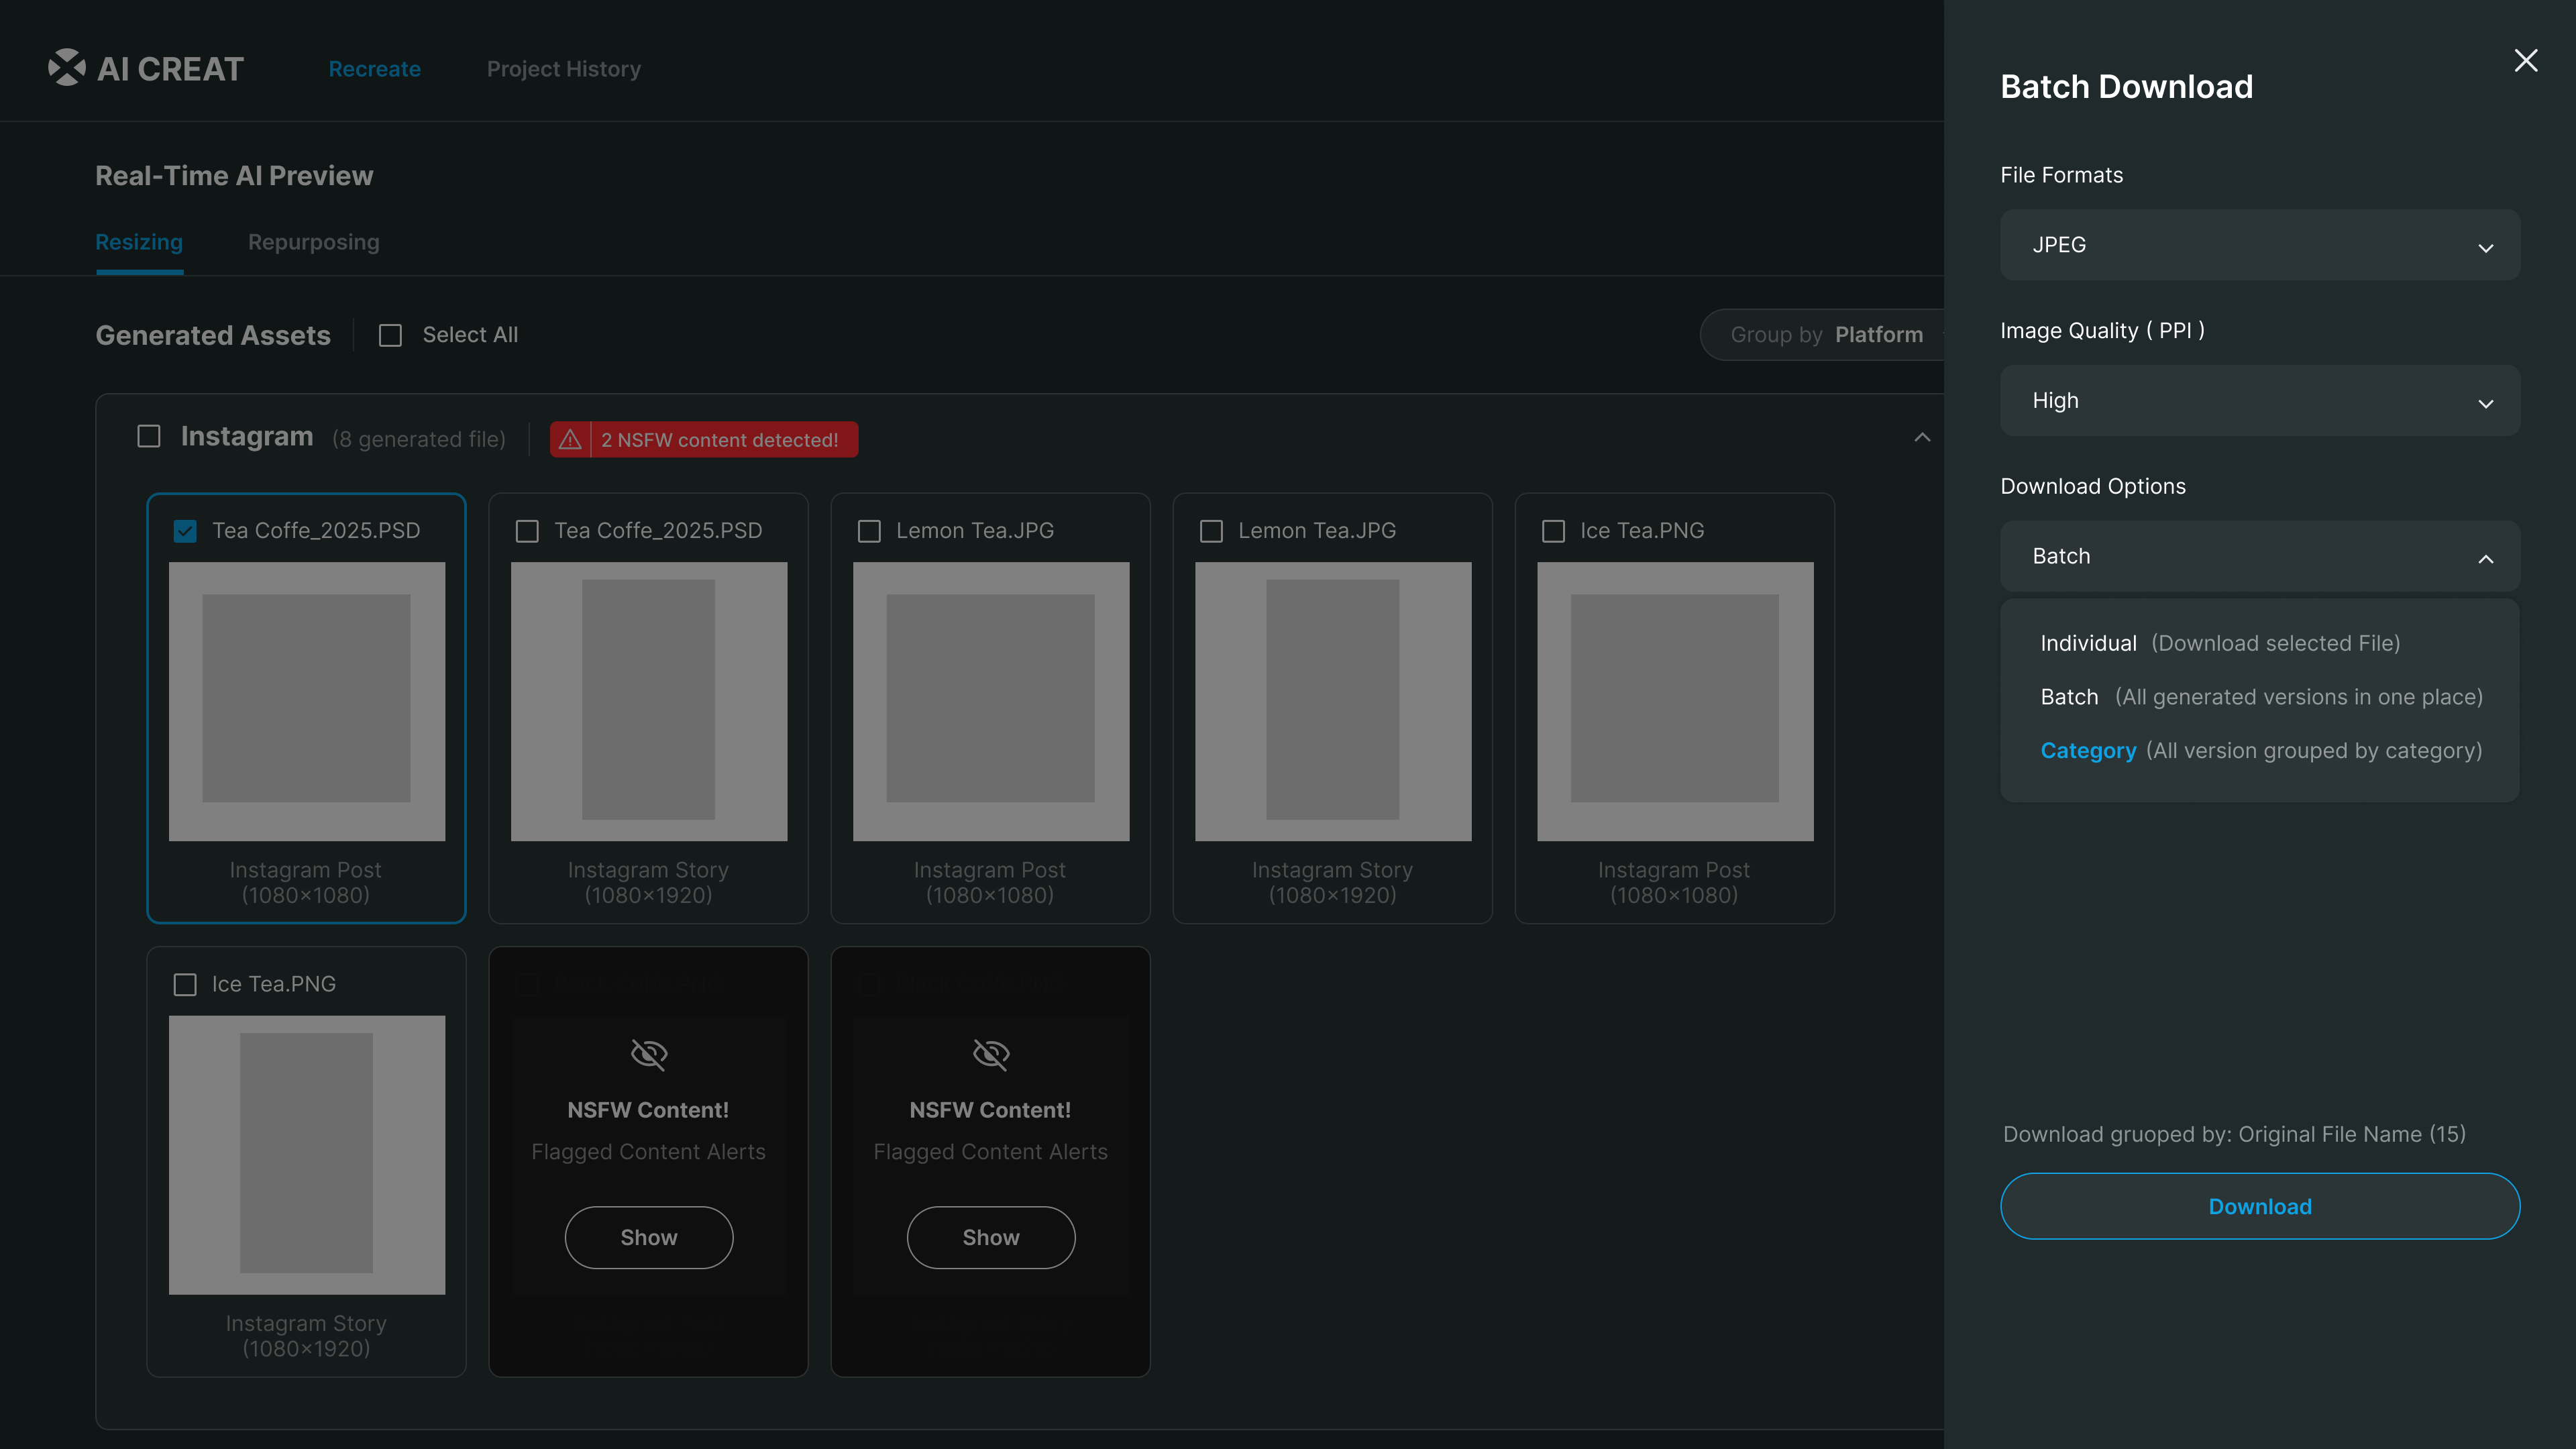 AI CREAT
Recreate
Project History
Real-Time AI Preview
Resizing
Repurposing
Generated Assets
Select All
Group by Platform
Instagram (8 generated file)
2 NSFW content detected!
Tea Coffe_2025.PSD
Instagram Post
(1080×1080)
Tea Coffe_2025.PSD
Instagram Story
(1080×1920)
Lemon Tea.JPG
Instagram Post
(1080×1080)
Lemon Tea.JPG
Instagram Story
(1080×1920)
Ice Tea.PNG
Instagram Post
(1080×1080)
Ice Tea.PNG
Instagram Story
(1080×1920)
NSFW Content!
Flagged Content Alerts
Show
NSFW Content!
Flagged Content Alerts
Show
Batch Download
File Formats
JPEG
Image Quality ( PPI )
High
Download Options
Batch
Individual (Download selected File)
Batch (All generated versions in one place)
Category (All version grouped by category)
Download gruoped by: Original File Name (15)
Download